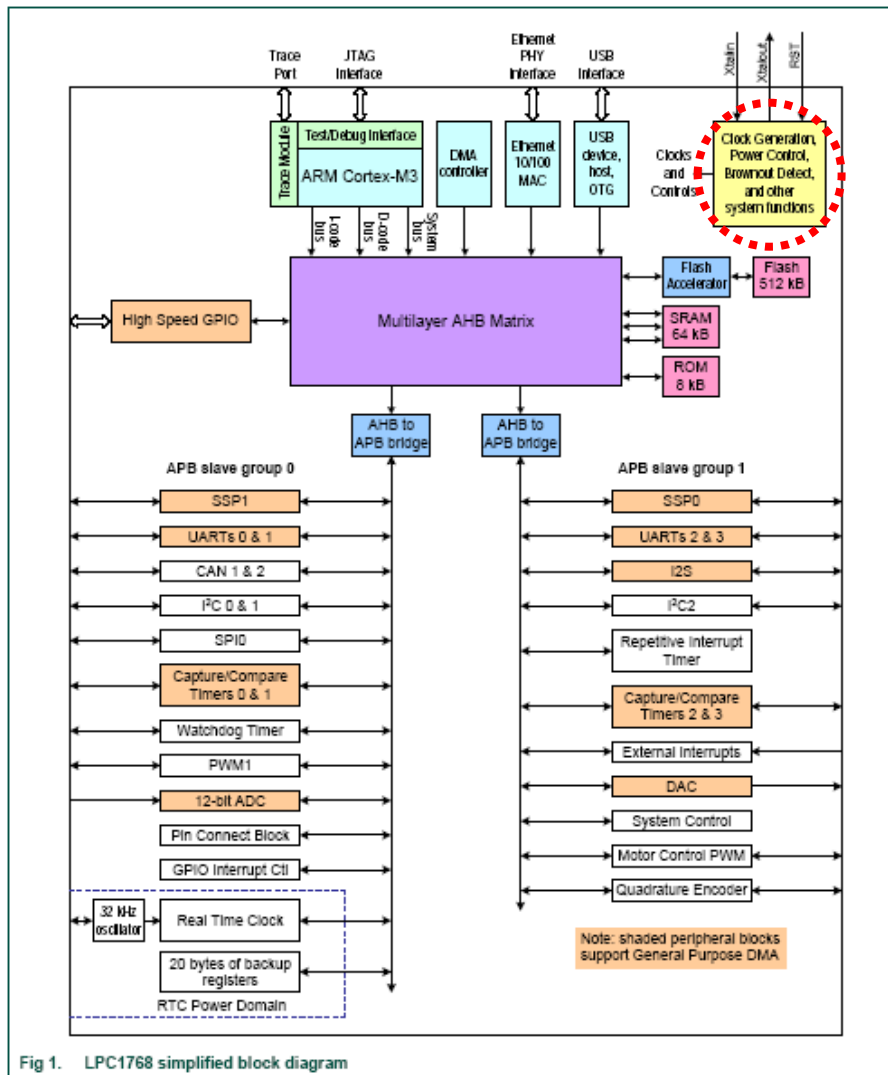 Trace
Port
JTAG
Interface
Ethernet
PHY
Interface
USB
Interface
Xtalin
Xtalout
RST
Trace Module
Test/Debug Interface
ARM Cortex-M3
DMA
controller
Ethernet
10/100
MAC
USB
device,
host,
OTG
Clocks
and
Controls
Clock Generation,
Power Control,
Brownout Detect,
and other
system functions
I-code
bus
D-code
bus
System
bus
High Speed GPIO
Multilayer AHB Matrix
Flash
Accelerator
Flash
512 kB
SRAM
64 kB
ROM
8 kB
AHB to
APB bridge
AHB to
APB bridge
APB slave group 0
SSP1
UARTs 0 & 1
CAN 1 & 2
I²C 0 & 1
SPI0
Capture/Compare
Timers 0 & 1
Watchdog Timer
PWM1
12-bit ADC
Pin Connect Block
GPIO Interrupt Ctl
32 kHz
oscillator
Real Time Clock
20 bytes of backup
registers
RTC Power Domain
APB slave group 1
SSP0
UARTs 2 & 3
I2S
I²C2
Repetitive Interrupt
Timer
Capture/Compare
Timers 2 & 3
External Interrupts
DAC
System Control
Motor Control PWM
Quadrature Encoder
Note: shaded peripheral blocks
support General Purpose DMA
Fig 1. LPC1768 simplified block diagram